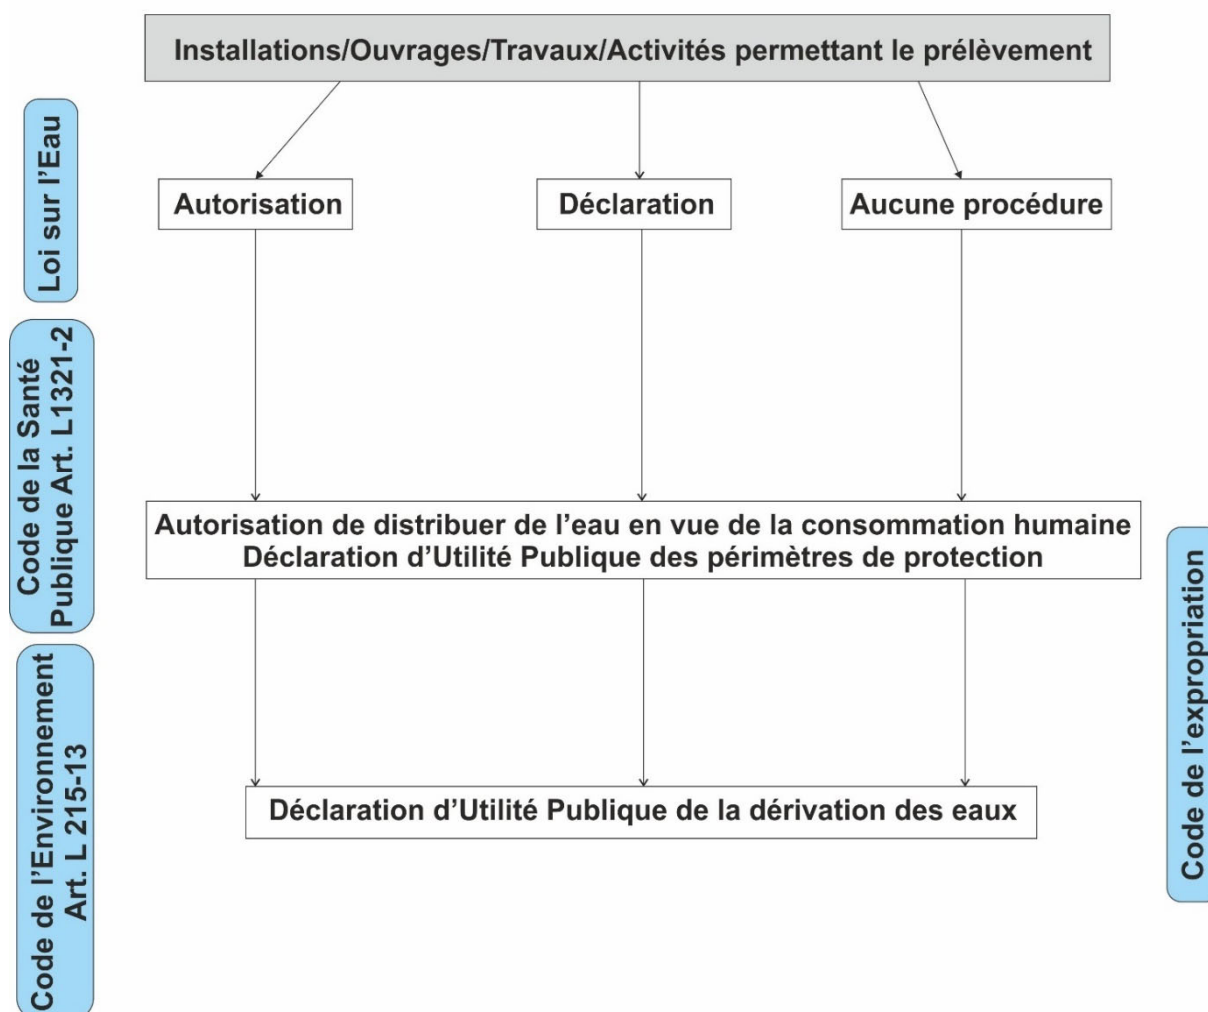 Installations/Ouvrages/Travaux/Activités permettant le prélèvement
Loi sur l'Eau
Autorisation
Déclaration
Aucune procédure
Code de la Santé
Publique Art. L1321-2
Autorisation de distribuer de l'eau en vue de la consommation humaine
Déclaration d'Utilité Publique des périmètres de protection
Code de l'expropriation
Code de l'Environnement
Art. L 215-13
Déclaration d'Utilité Publique de la dérivation des eaux